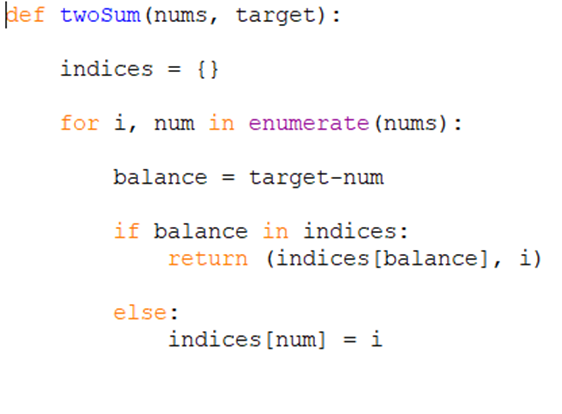 def twoSum(nums, target):
    indices = {}
    for i, num in enumerate(nums):
        balance = target-num
        if balance in indices:
            return (indices[balance], i)
        else:
            indices[num] = i